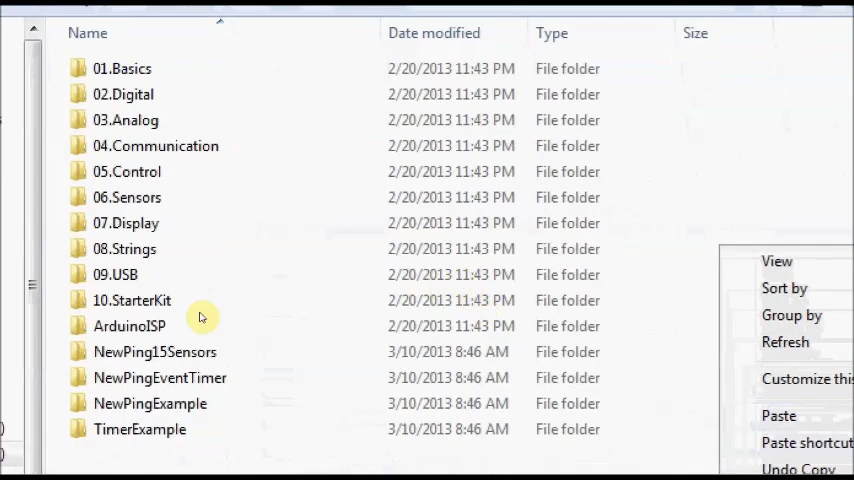 Name Date modified Type Size
01.Basics 2/20/2013 11:43 PM File folder
02.Digital 2/20/2013 11:43 PM File folder
03.Analog 2/20/2013 11:43 PM File folder
04.Communication 2/20/2013 11:43 PM File folder
05.Control 2/20/2013 11:43 PM File folder
06.Sensors 2/20/2013 11:43 PM File folder
07.Display 2/20/2013 11:43 PM File folder
08.Strings 2/20/2013 11:43 PM File folder
09.USB 2/20/2013 11:43 PM File folder
10.StarterKit 2/20/2013 11:43 PM File folder
ArduinoISP 2/20/2013 11:43 PM File folder
NewPing15Sensors 3/10/2013 8:46 AM File folder
NewPingEventTimer 3/10/2013 8:46 AM File folder
NewPingExample 3/10/2013 8:46 AM File folder
TimerExample 3/10/2013 8:46 AM File folder
View
Sort by
Group by
Refresh
Customize this
Paste
Paste shortcut
Undo Copy